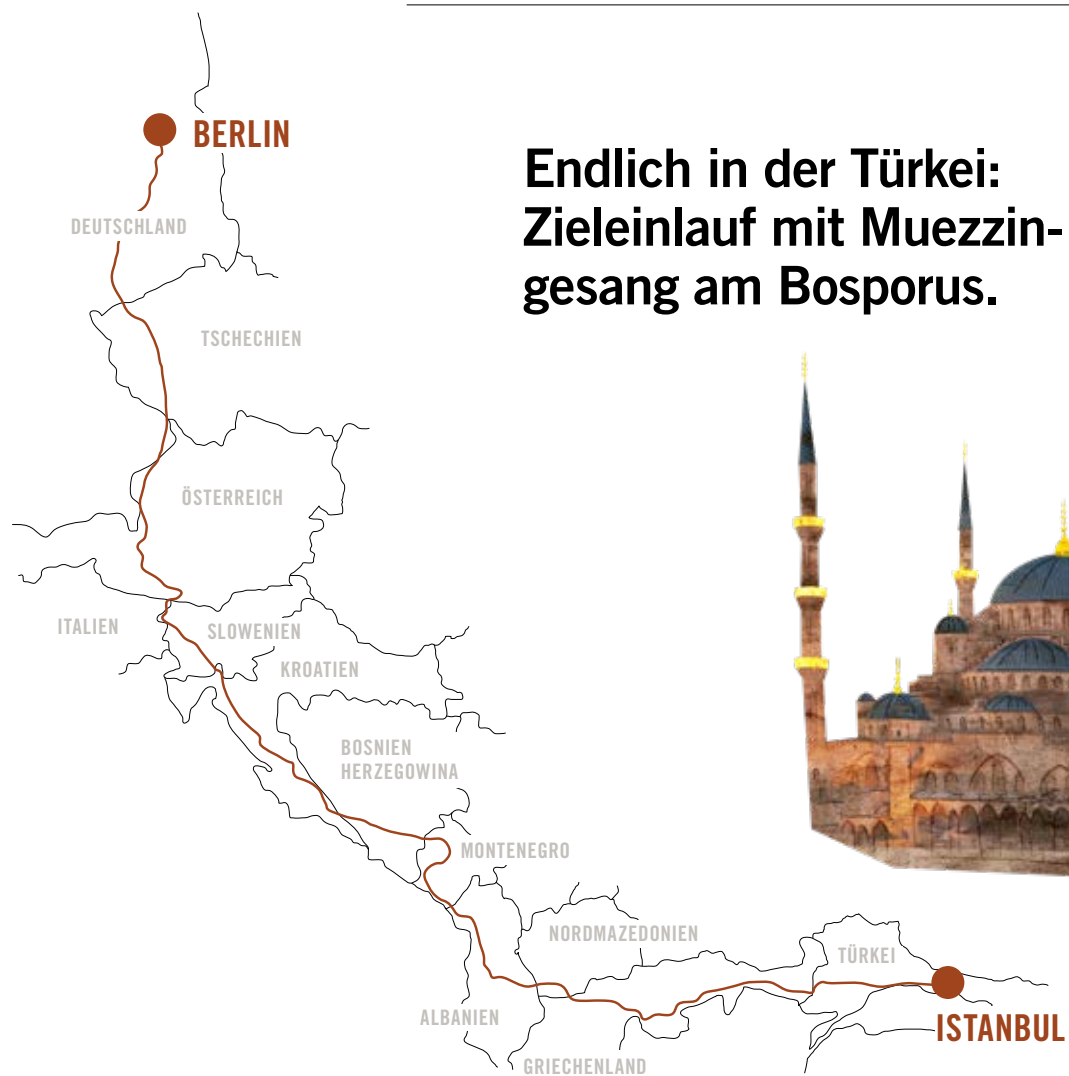 BERLIN
Endlich in der Türkei:
Zieleinlauf mit Muezzin-
gesang am Bosporus.
DEUTSCHLAND
TSCHECHIEN
ÖSTERREICH
ITALIEN
SLOWENIEN
KROATIEN
BOSNIEN
HERZEGOWINA
MONTENEGRO
NORDMAZEDONIEN
TÜRKEI
ALBANIEN
ISTANBUL
GRIECHENLAND